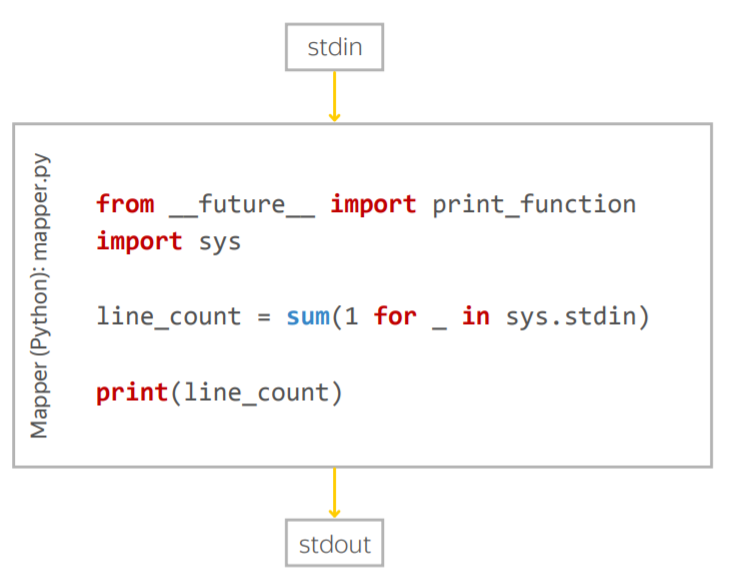 stdin
Mapper (Python): mapper.py
from __future__ import print_function
import sys
line_count = sum(1 for _ in sys.stdin)
print(line_count)
stdout